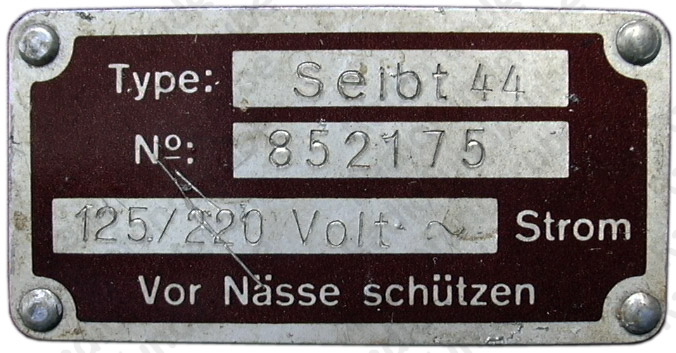 Type: Seibt 44
Nº: 852175
125/220 Volt ~ Strom
Vor Nässe schützen